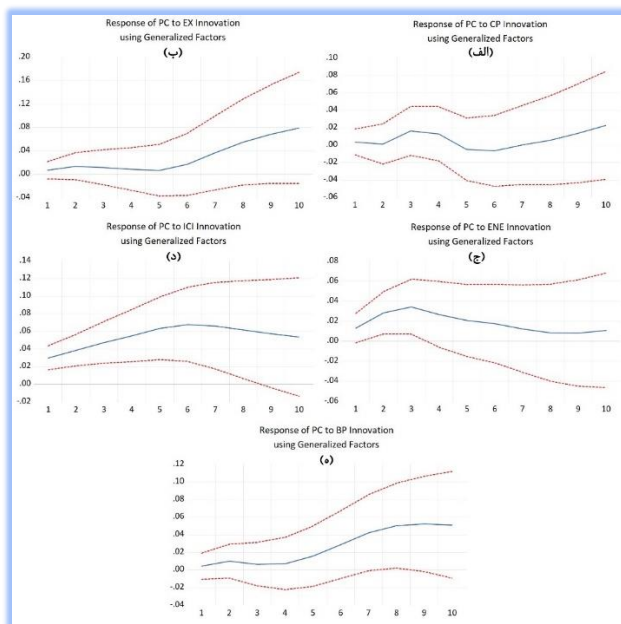 Response of PC to EX Innovation
using Generalized Factors
(ب)
.20
.16
.12
.08
.04
.00
-.04
1 2 3 4 5 6 7 8 9 10
Response of PC to CP Innovation
using Generalized Factors
(الف)
.10
.08
.06
.04
.02
.00
-.02
-.04
-.06
1 2 3 4 5 6 7 8 9 10
Response of PC to ICI Innovation
using Generalized Factors
(د)
.14
.12
.10
.08
.06
.04
.02
.00
-.02
1 2 3 4 5 6 7 8 9 10
Response of PC to ENE Innovation
using Generalized Factors
(ج)
.08
.06
.04
.02
.00
-.02
-.04
-.06
1 2 3 4 5 6 7 8 9 10
Response of PC to BP Innovation
using Generalized Factors
(ه)
.12
.10
.08
.06
.04
.02
.00
-.02
-.04
1 2 3 4 5 6 7 8 9 10